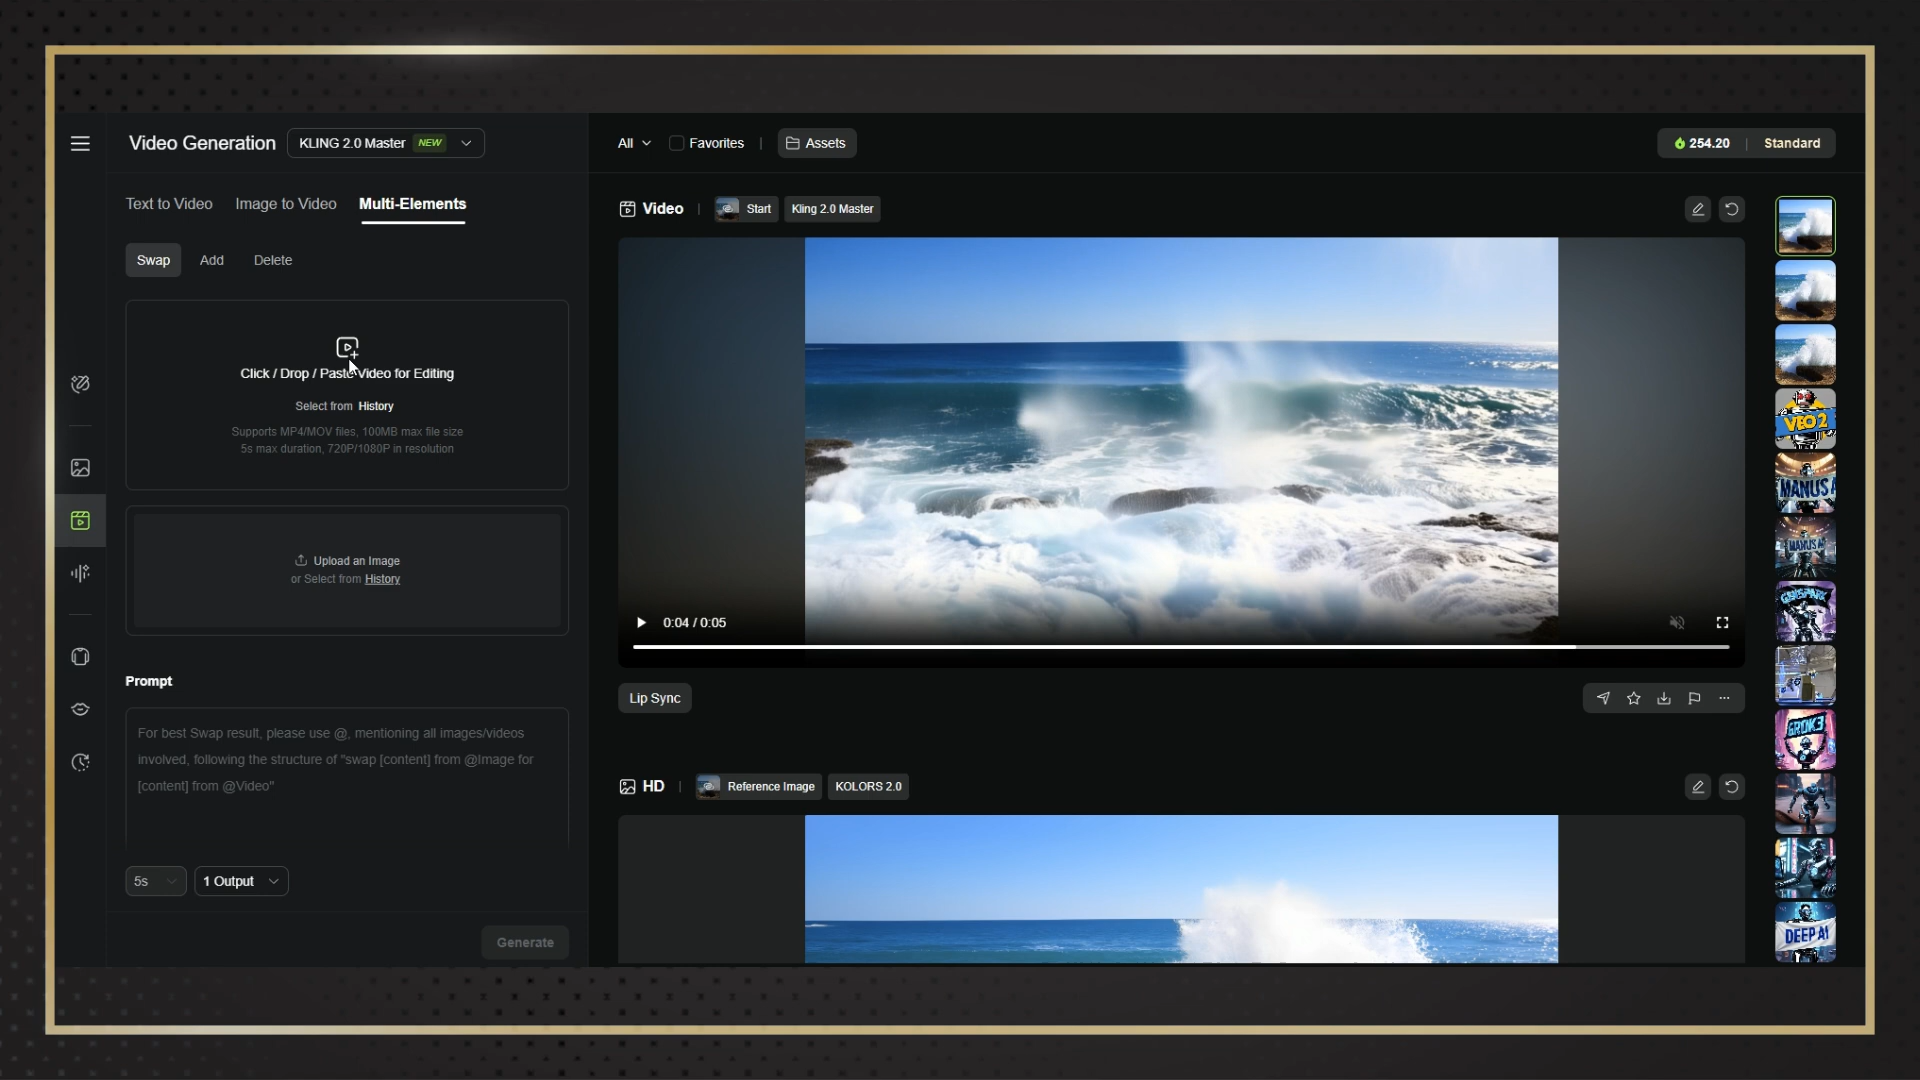 Video Generation
KLING 2.0 Master NEW
All
Favorites
Assets
254.20
Standard
Text to Video
Image to Video
Multi-Elements
Swap
Add
Delete
Click / Drop / Paste Video for Editing
Select from History
Supports MP4/MOV files, 100MB max file size
5s max duration, 720P/1080P in resolution
Upload an Image
or Select from History
Prompt
For best Swap result, please use @, mentioning all images/videos
involved, following the structure of "swap [content] from @Image for
[content] from @Video"
5s
1 Output
Generate
Video
Start
Kling 2.0 Master
0:04 / 0:05
Lip Sync
HD
Reference Image
KOLORS 2.0
VEO 2
MANUS A
MANUS AI
GENSPARK
GROK3
DEEP AI